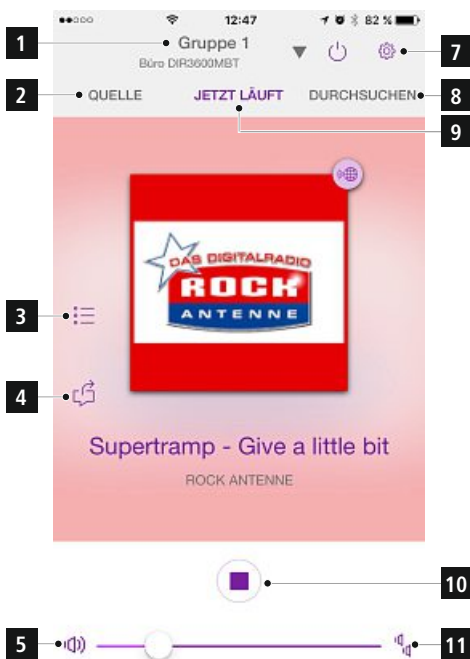 12:47 82 %
1 Gruppe 1 7
Büro DIR3600MBT
2 QUELLE JETZT LÄUFT DURCHSUCHEN 8
9
DAS DIGITALRADIO
ROCK
ANTENNE
3
4
Supertramp - Give a little bit
ROCK ANTENNE
10
5 11